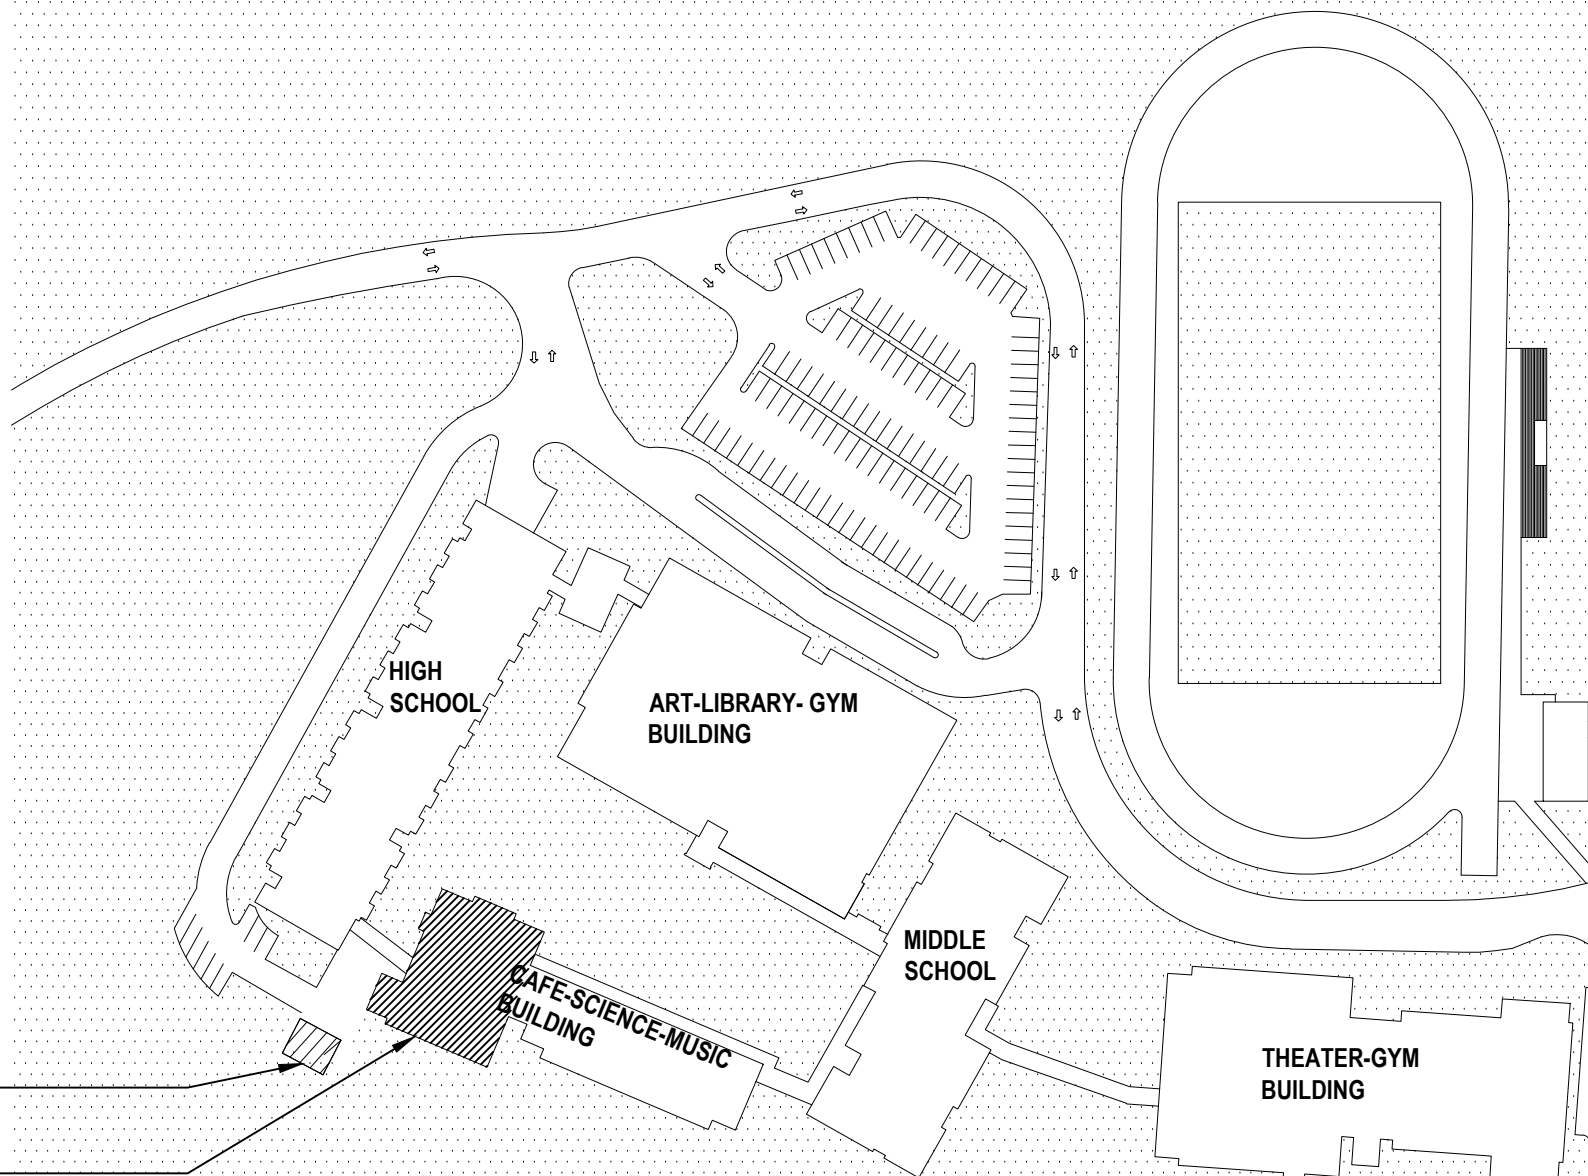 HIGH
SCHOOL
ART-LIBRARY- GYM
BUILDING
MIDDLE
SCHOOL
CAFE-SCIENCE-MUSIC
BUILDING
THEATER-GYM
BUILDING